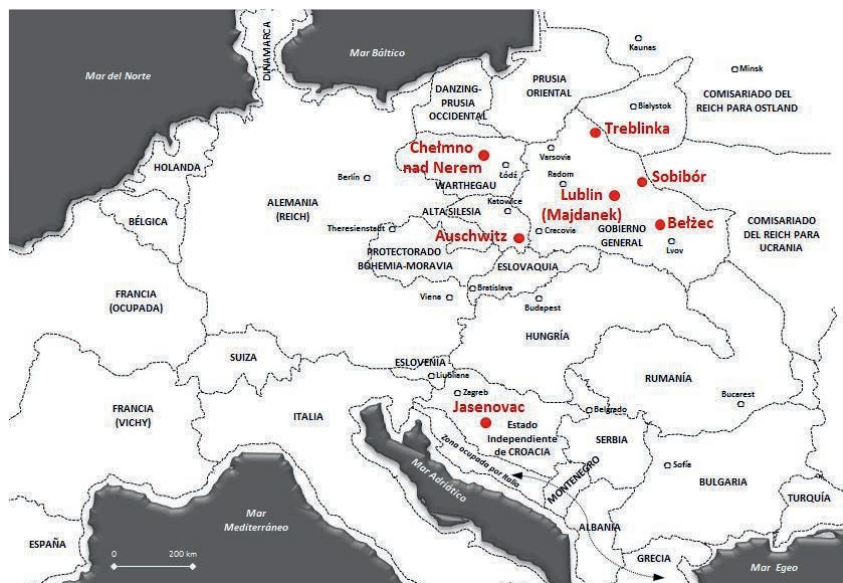 Mar del Norte
DINAMARCA
Mar Báltico
Kaunas
Minsk
DANZING-
PRUSIA
OCCIDENTAL
PRUSIA
ORIENTAL
COMISARIADO DEL
REICH PARA OSTLAND
Bialystok
Treblinka
Chełmno
nad Nerem
Varsovia
HOLANDA
Berlín
Łódź
WARTHEGAU
Radom
Sobibór
Lublin
(Majdanek)
ALEMANIA
(REICH)
BÉLGICA
Katowice
ALTA SILESIA
Bełżec
Theresienstadt
Auschwitz
Cracovia
GOBIERNO
GENERAL
Lvov
COMISARIADO
DEL REICH PARA
UCRANIA
PROTECTORADO
BOHEMIA-MORAVIA
ESLOVAQUIA
FRANCIA
(OCUPADA)
Viena
Bratislava
Budapest
HUNGRÍA
SUIZA
ESLOVENIA
Liubliana
RUMANÍA
FRANCIA
(VICHY)
ITALIA
Zagreb
Bucarest
Jasenovac
Belgrado
Estado
Independiente
de CROACIA
SERBIA
Zona ocupada por Italia
Mar Adriático
MONTENEGRO
Sofía
BULGARIA
TURQUÍA
Mar
Mediterráneo
ALBANIA
ESPAÑA
0 200 km
GRECIA
Mar Egeo